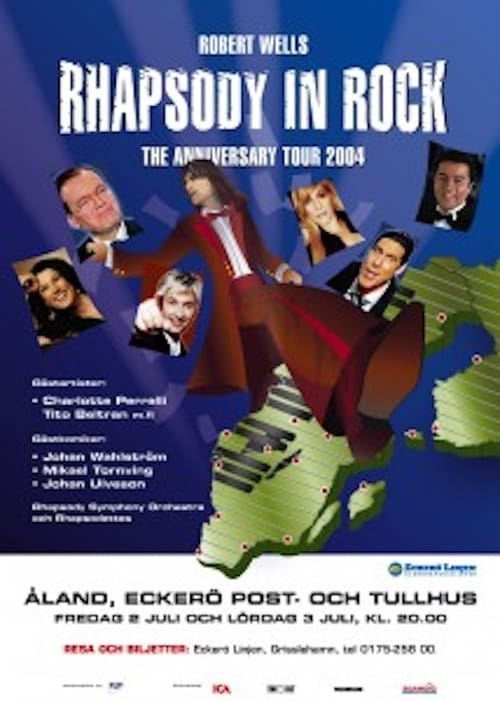 ROBERT WELLS
RHAPSODY IN ROCK
THE ANNIVERSARY TOUR 2004
Gästartister:
• Charlotte Perrelli
Tito Beltran
Gästkomiker:
• Johan Wahlström
• Mikael Tornving
• Johan Ulveson
Rhapsody Symphony Orchestra
och Rhapsodettes
Eckerö Linjen
ÅLAND, ECKERÖ POST- OCH TULLHUS
FREDAG 2 JULI OCH LÖRDAG 3 JULI, KL. 20.00
RESA OCH BILJETTER: Eckerö Linjen, Grisslehamn, tel 0175-258 00.
ICA
SCANDIC